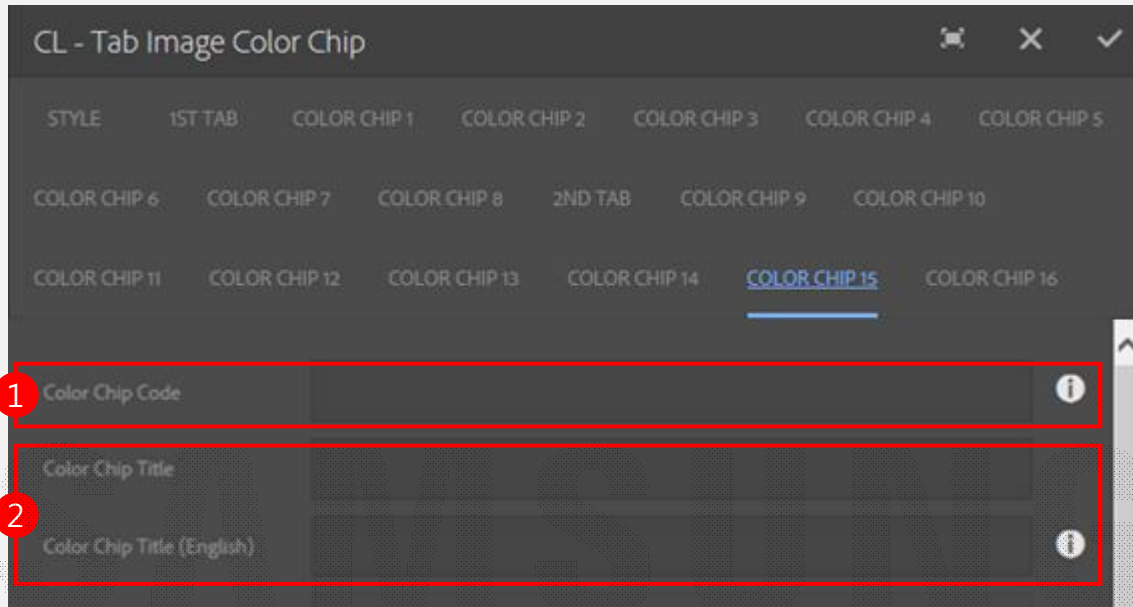 CL - Tab Image Color Chip
STYLE 1ST TAB COLOR CHIP 1 COLOR CHIP 2 COLOR CHIP 3 COLOR CHIP 4 COLOR CHIP 5
COLOR CHIP 6 COLOR CHIP 7 COLOR CHIP 8 2ND TAB COLOR CHIP 9 COLOR CHIP 10
COLOR CHIP 11 COLOR CHIP 12 COLOR CHIP 13 COLOR CHIP 14 COLOR CHIP 15 COLOR CHIP 16
1 Color Chip Code
Color Chip Title
2
Color Chip Title (English)